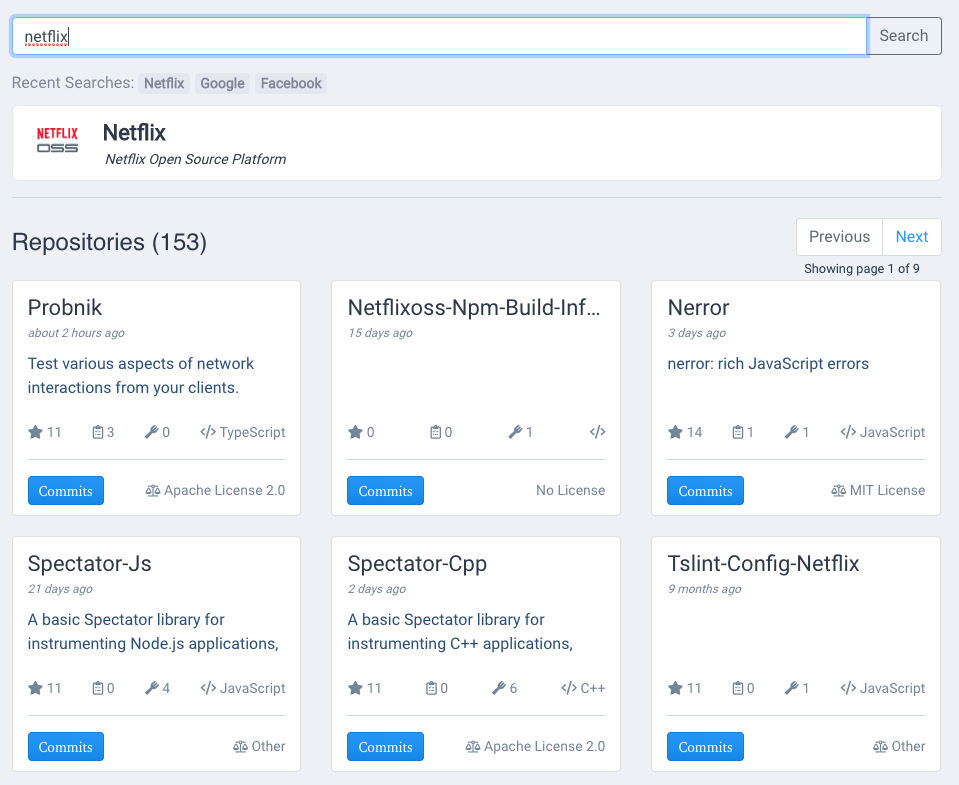 netflix Search
Recent Searches: Netflix Google Facebook
NETFLIX
OSS
Netflix
Netflix Open Source Platform
Repositories (153)
Previous Next
Showing page 1 of 9
Probnik
about 2 hours ago
Test various aspects of network
interactions from your clients.
11 3 0 TypeScript
Commits Apache License 2.0
Netflixoss-Npm-Build-Inf...
15 days ago
0 0 1
Commits No License
Nerror
3 days ago
nerror: rich JavaScript errors
14 1 1 JavaScript
Commits MIT License
Spectator-Js
21 days ago
A basic Spectator library for
instrumenting Node.js applications,
11 0 4 JavaScript
Commits Other
Spectator-Cpp
2 days ago
A basic Spectator library for
instrumenting C++ applications,
11 0 6 C++
Commits Apache License 2.0
Tslint-Config-Netflix
9 months ago
11 0 1 JavaScript
Commits Other